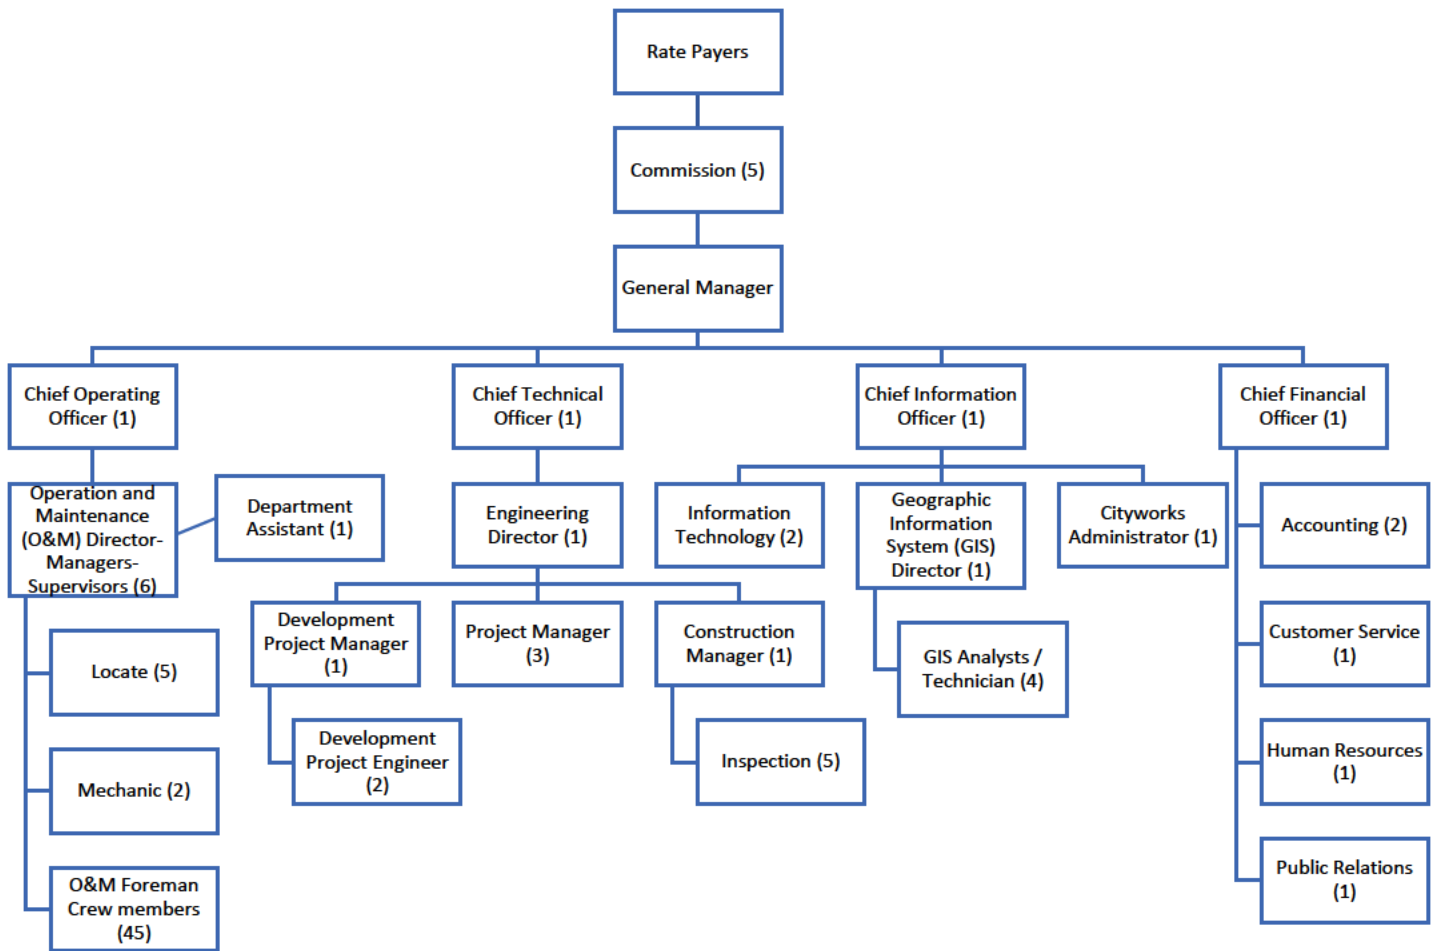 Rate Payers
Commission (5)
General Manager
Chief Operating
Officer (1)
Chief Technical
Officer (1)
Chief Information
Officer (1)
Chief Financial
Officer (1)
Operation and
Maintenance
(O&M) Director-
Managers-
Supervisors (6)
Department
Assistant (1)
Engineering
Director (1)
Information
Technology (2)
Geographic
Information
System (GIS)
Director (1)
Cityworks
Administrator (1)
Accounting (2)
Locate (5)
Development
Project Manager
(1)
Project Manager
(3)
Construction
Manager (1)
GIS Analysts /
Technician (4)
Customer Service
(1)
Mechanic (2)
Development
Project Engineer
(2)
Inspection (5)
Human Resources
(1)
O&M Foreman
Crew members
(45)
Public Relations
(1)